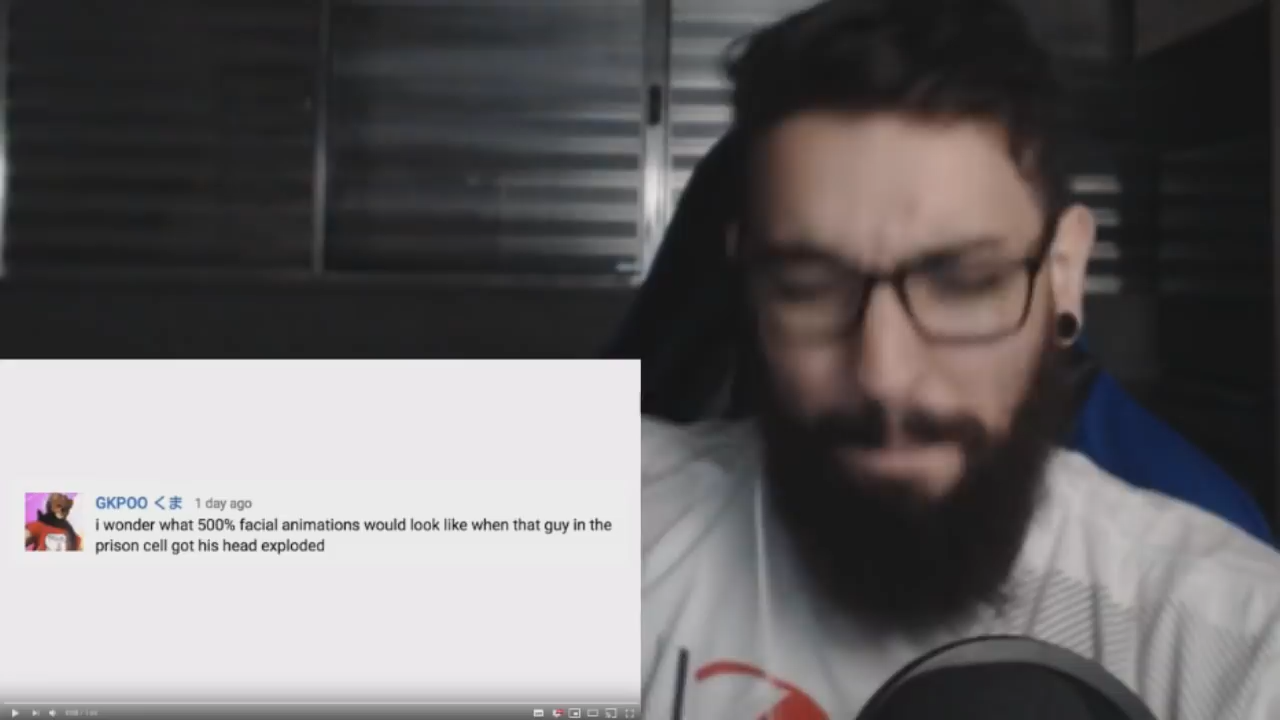 GKPOO くま 1 day ago
i wonder what 500% facial animations would look like when that guy in the
prison cell got his head exploded